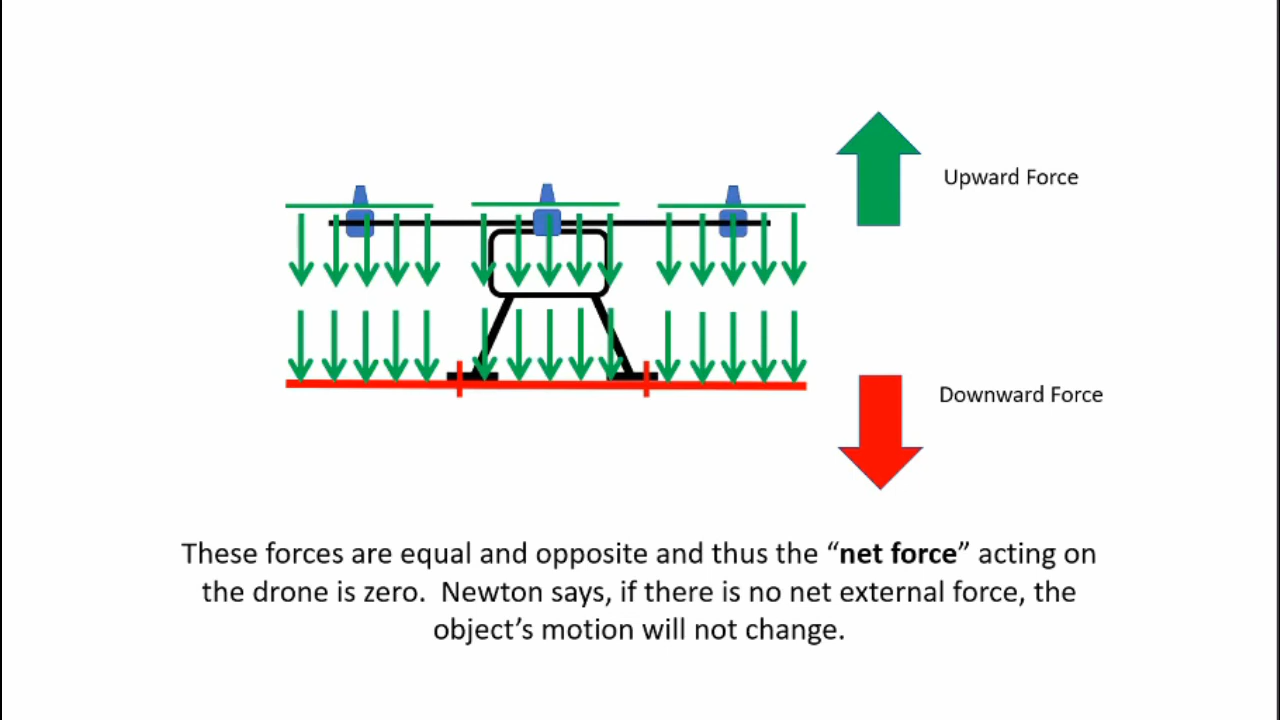 Upward Force
Downward Force
These forces are equal and opposite and thus the “net force” acting on
the drone is zero.  Newton says, if there is no net external force, the
object’s motion will not change.